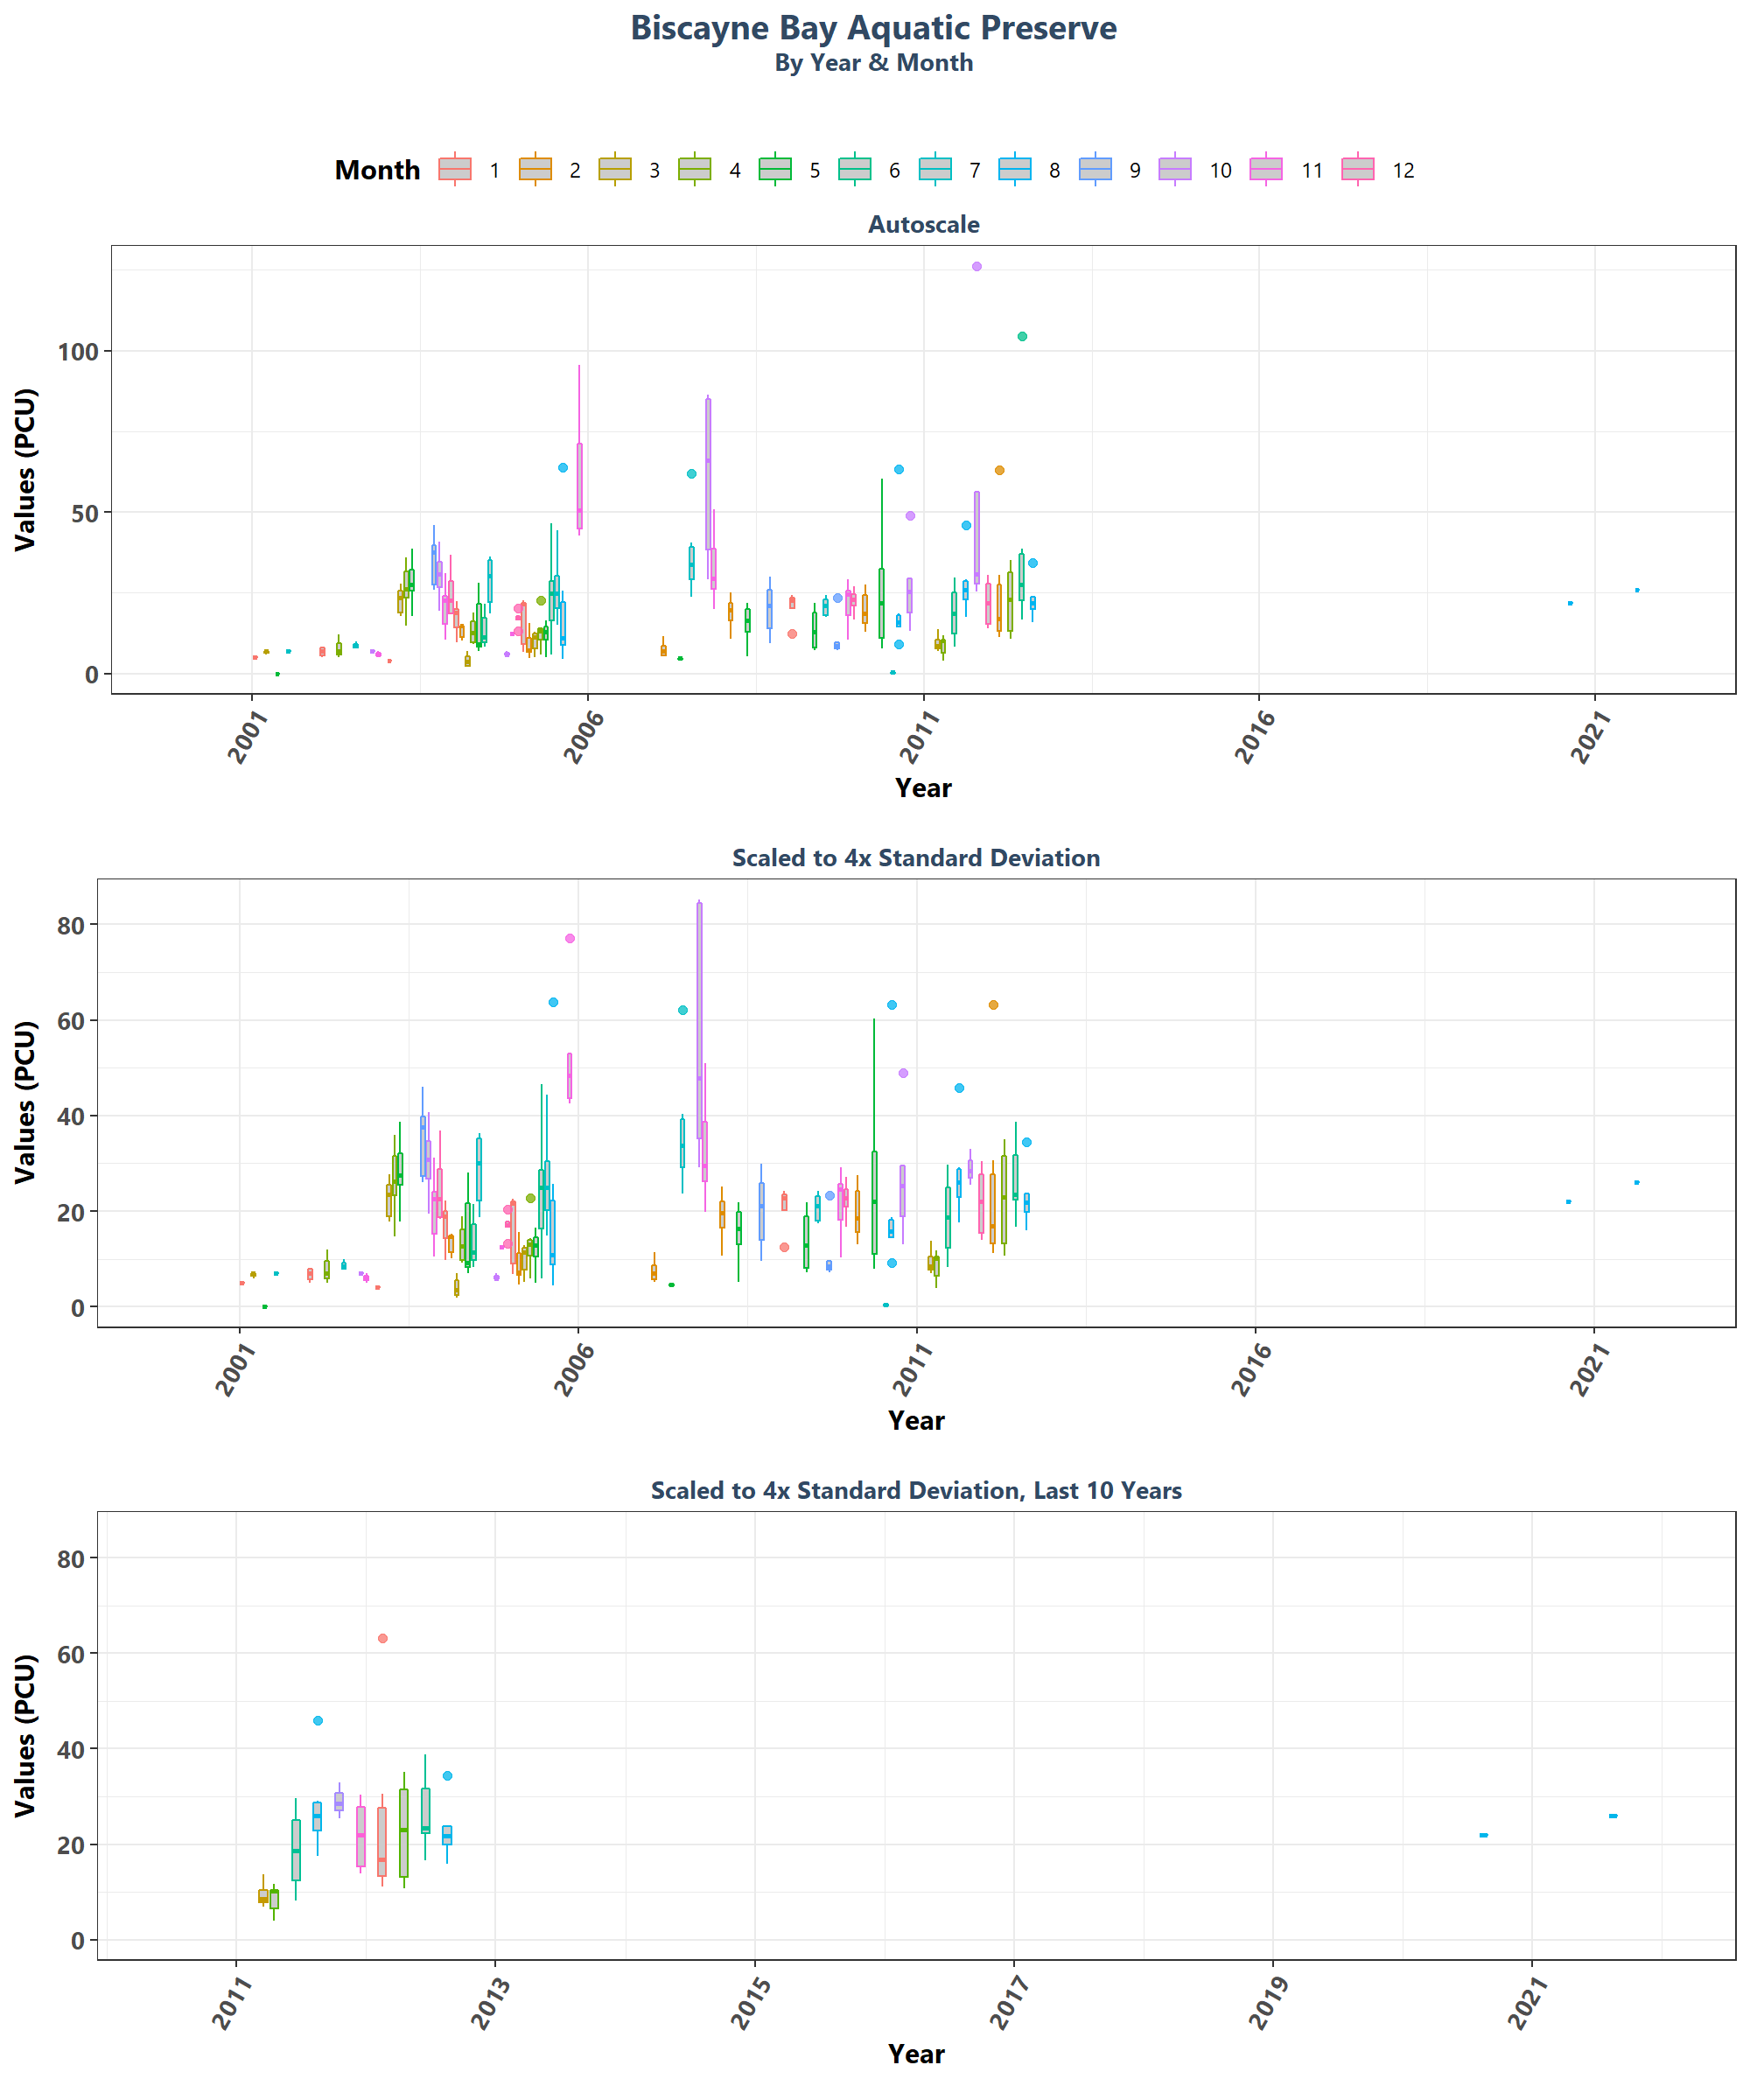 Biscayne Bay Aquatic Preserve
By Year & Month
Month 1 2 3 4 5 6 7 8 9 10 11 12
Autoscale
Values (PCU)
100
50
0
2001 2006 2011 2016 2021
Year
Scaled to 4x Standard Deviation
Values (PCU)
80
60
40
20
0
2001 2006 2011 2016 2021
Year
Scaled to 4x Standard Deviation, Last 10 Years
Values (PCU)
80
60
40
20
0
2011 2013 2015 2017 2019 2021
Year